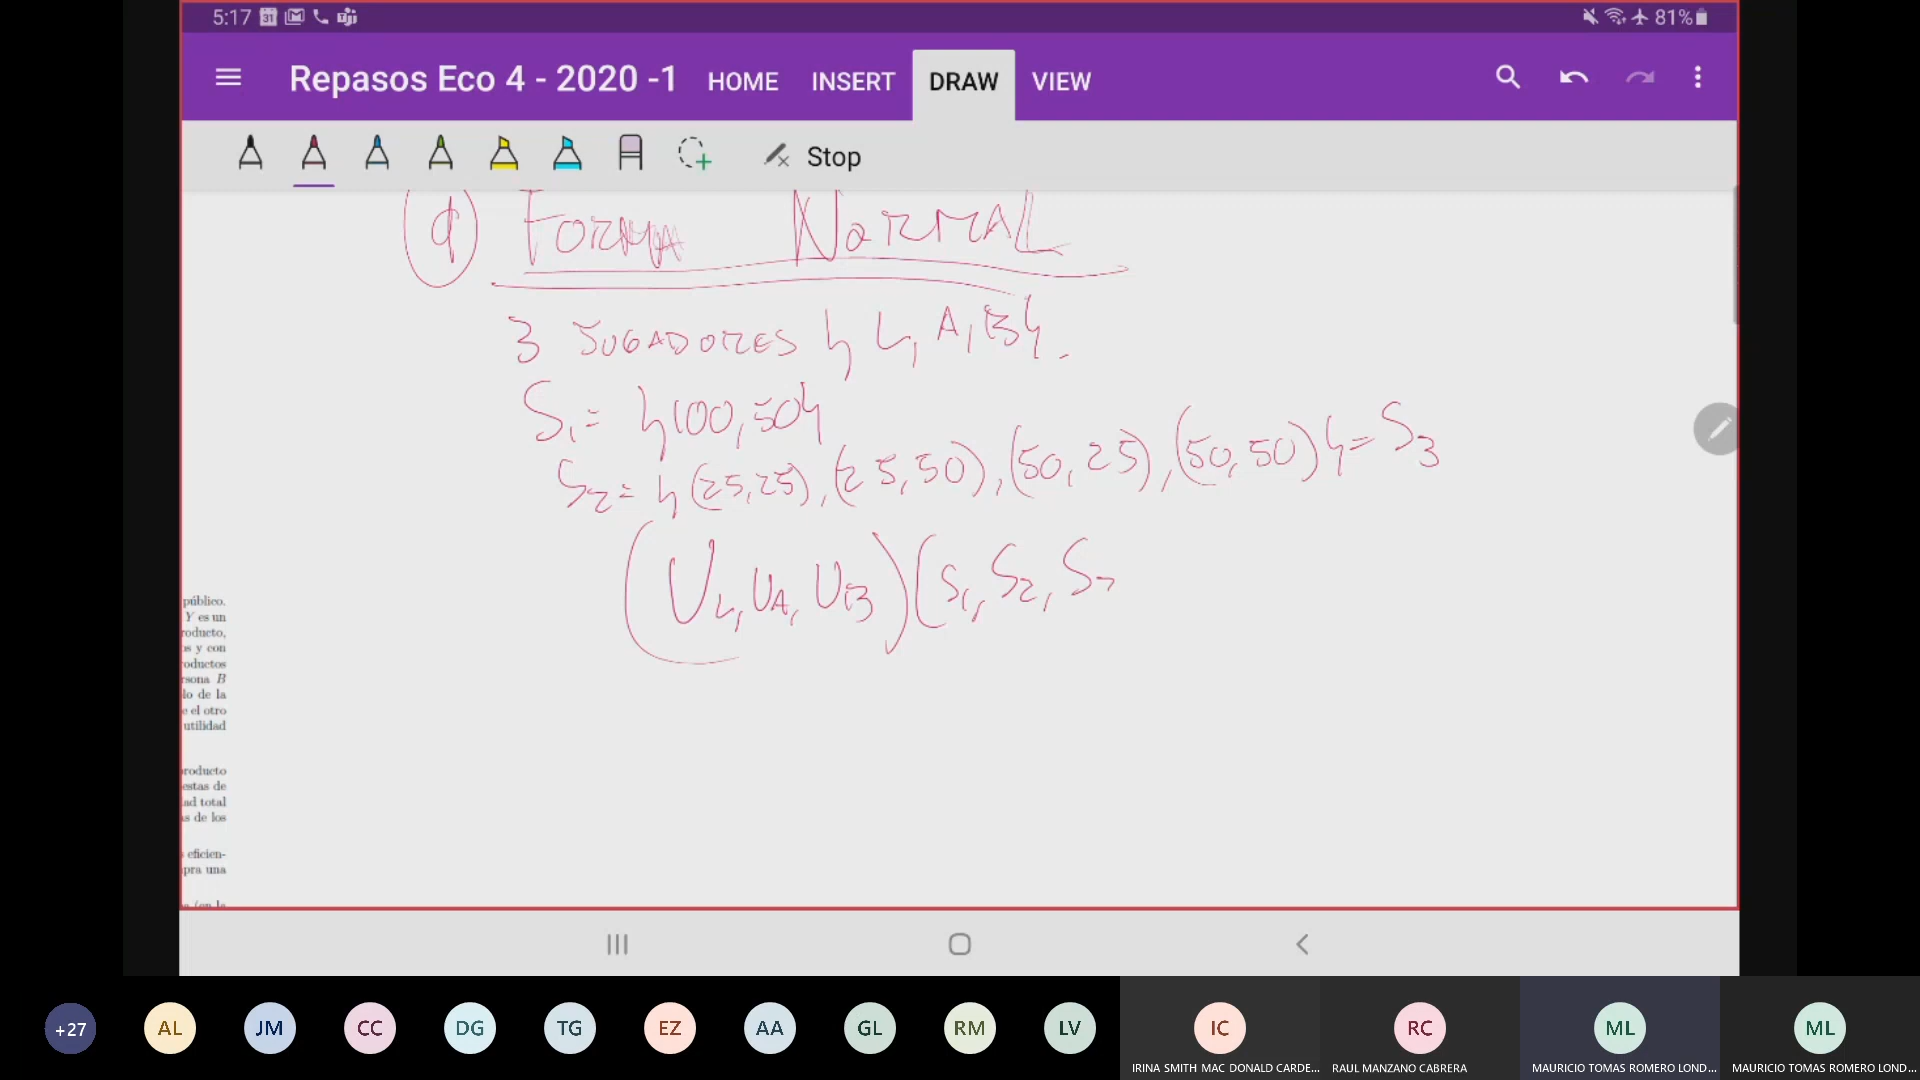 5:17 31 81%
Repasos Eco 4 - 2020 -1 HOME INSERT DRAW VIEW
Stop
d FORMA NORMAL
3 JUGADORES { L, A, B }.
S1 = {100, 50}
S2 = { (25,25), (25,50), (50,25), (50,50) } = S3
(UL, UA, UB) (S1, S2, S
público.
Y es un
roducto,
s y con
oductos
rsona B
lo de la
e el otro
utilidad
roducto
estas de
ad total
s de los
eficien-
pra una
+27 AL JM CC DG TG EZ AA GL RM LV IC RC ML ML
IRINA SMITH MAC DONALD CARDE... RAUL MANZANO CABRERA MAURICIO TOMAS ROMERO LOND... MAURICIO TOMAS ROMERO LOND...